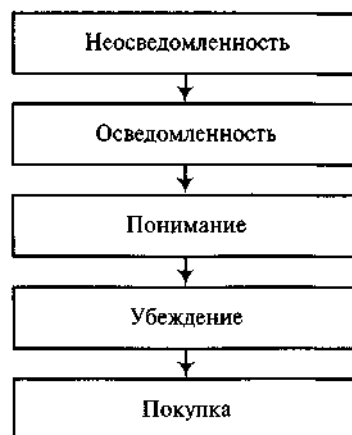 Неосведомленность
Осведомленность
Понимание
Убеждение
Покупка